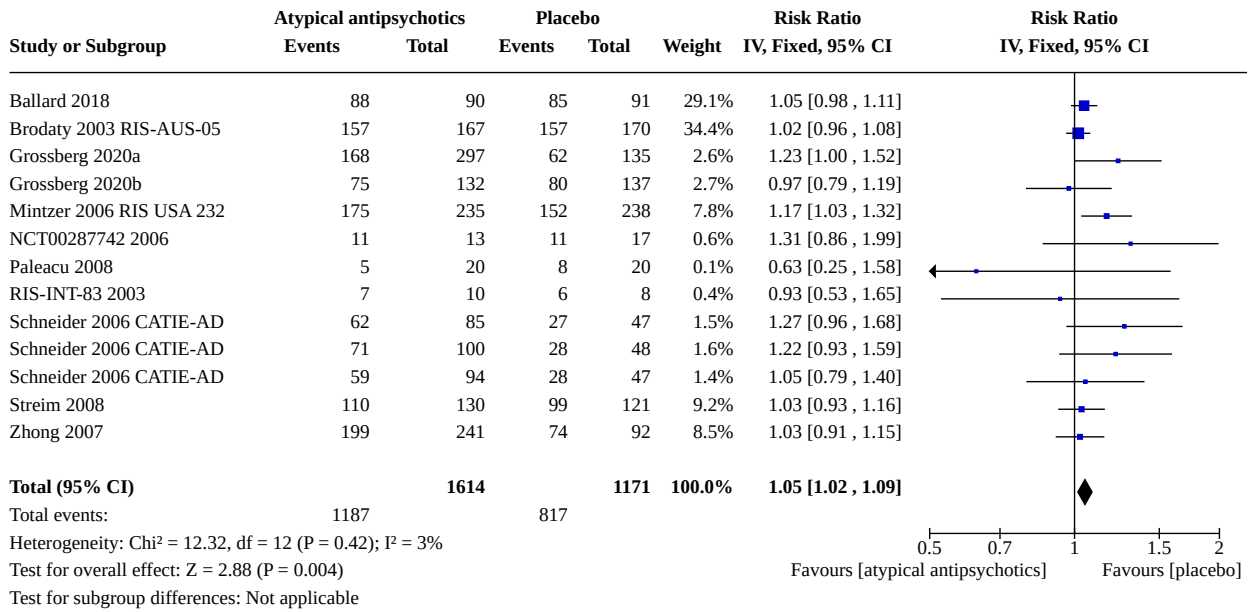 Atypical antipsychotics Placebo Risk Ratio Risk Ratio
Study or Subgroup Events Total Events Total Weight IV, Fixed, 95% CI IV, Fixed, 95% CI
Ballard 2018 88 90 85 91 29.1% 1.05 [0.98 , 1.11]
Brodaty 2003 RIS-AUS-05 157 167 157 170 34.4% 1.02 [0.96 , 1.08]
Grossberg 2020a 168 297 62 135 2.6% 1.23 [1.00 , 1.52]
Grossberg 2020b 75 132 80 137 2.7% 0.97 [0.79 , 1.19]
Mintzer 2006 RIS USA 232 175 235 152 238 7.8% 1.17 [1.03 , 1.32]
NCT00287742 2006 11 13 11 17 0.6% 1.31 [0.86 , 1.99]
Paleacu 2008 5 20 8 20 0.1% 0.63 [0.25 , 1.58]
RIS-INT-83 2003 7 10 6 8 0.4% 0.93 [0.53 , 1.65]
Schneider 2006 CATIE-AD 62 85 27 47 1.5% 1.27 [0.96 , 1.68]
Schneider 2006 CATIE-AD 71 100 28 48 1.6% 1.22 [0.93 , 1.59]
Schneider 2006 CATIE-AD 59 94 28 47 1.4% 1.05 [0.79 , 1.40]
Streim 2008 110 130 99 121 9.2% 1.03 [0.93 , 1.16]
Zhong 2007 199 241 74 92 8.5% 1.03 [0.91 , 1.15]
Total (95% CI) 1614 1171 100.0% 1.05 [1.02 , 1.09]
Total events: 1187 817
Heterogeneity: Chi² = 12.32, df = 12 (P = 0.42); I² = 3%
Test for overall effect: Z = 2.88 (P = 0.004)
Test for subgroup differences: Not applicable
0.5 0.7 1 1.5 2
Favours [atypical antipsychotics] Favours [placebo]